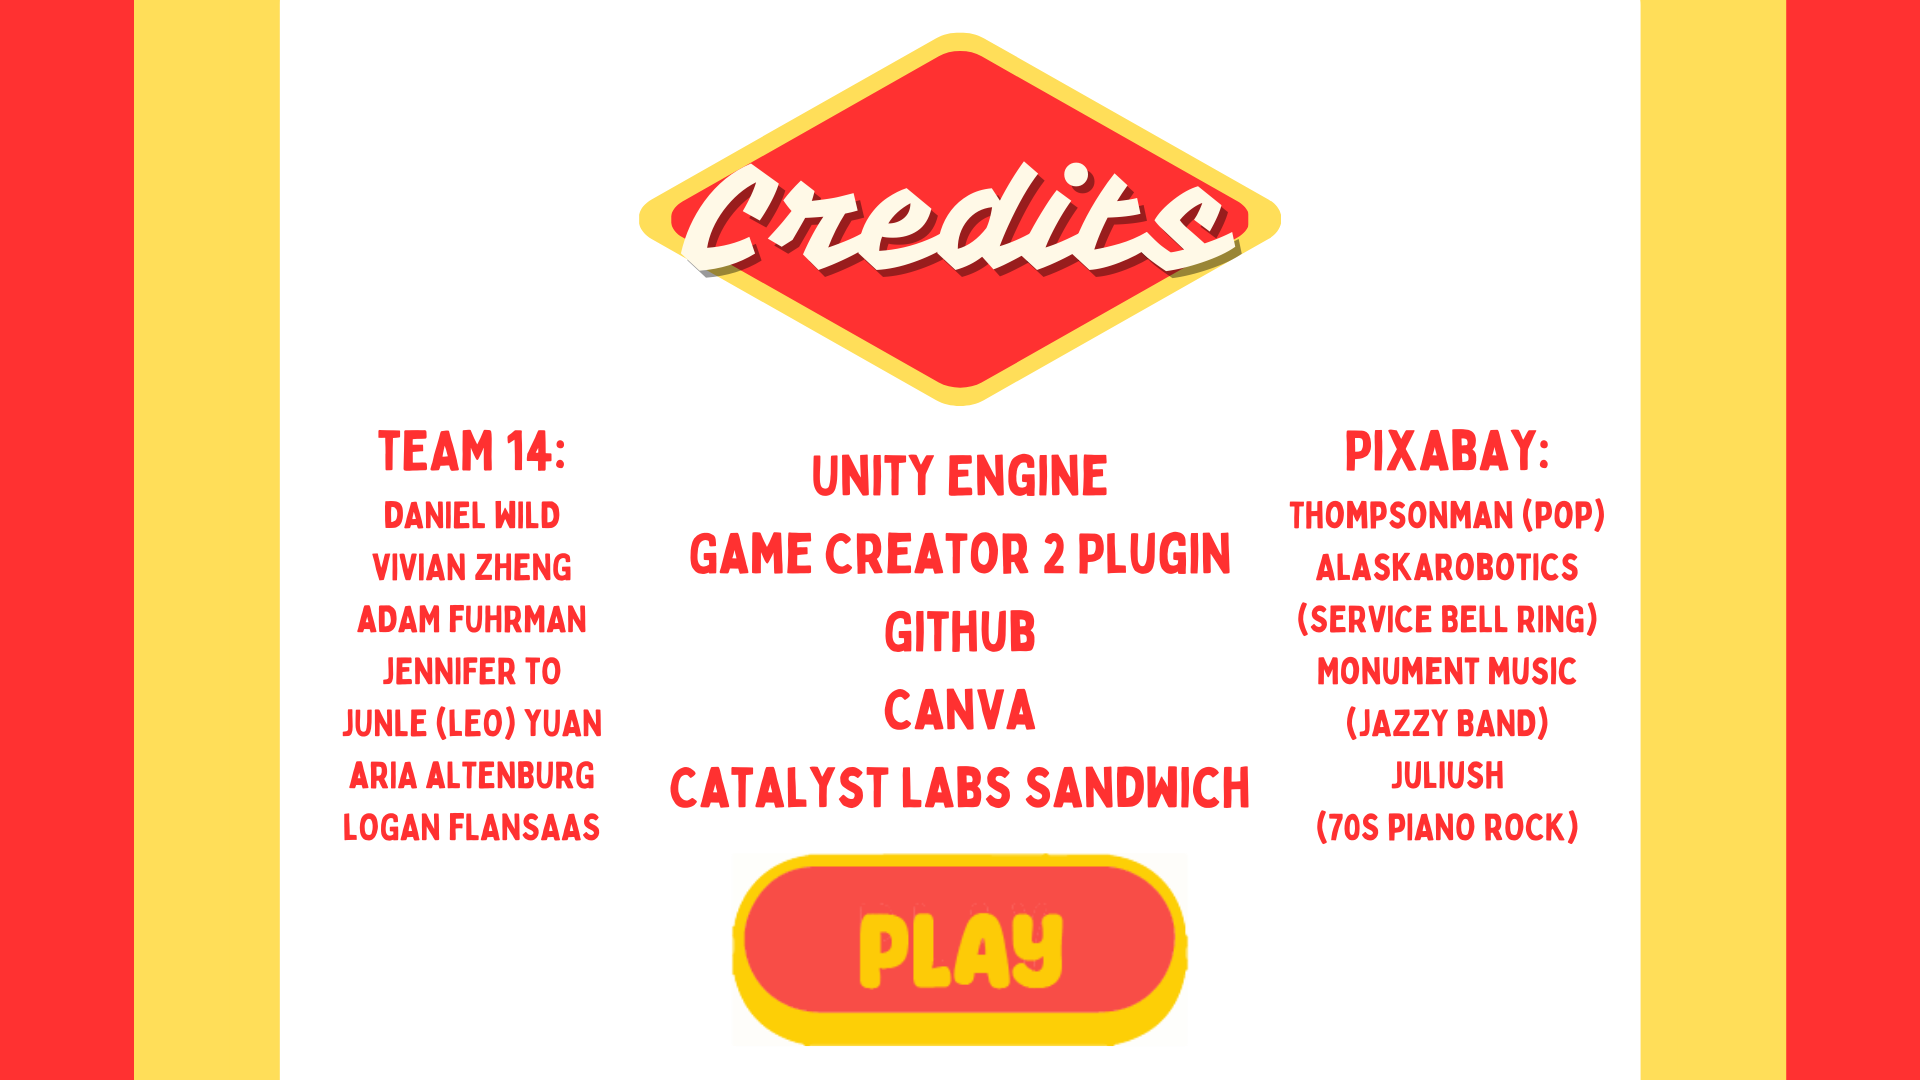 Credits
TEAM 14:
DANIEL WILD
VIVIAN ZHENG
ADAM FUHRMAN
JENNIFER TO
JUNLE (LEO) YUAN
ARIA ALTENBURG
LOGAN FLANSAAS
UNITY ENGINE
GAME CREATOR 2 PLUGIN
GITHUB
CANVA
CATALYST LABS SANDWICH
PIXABAY:
THOMPSONMAN (POP)
ALASKAROBOTICS
(SERVICE BELL RING)
MONUMENT MUSIC
(JAZZY BAND)
JULIUSH
(70S PIANO ROCK)
PLAY